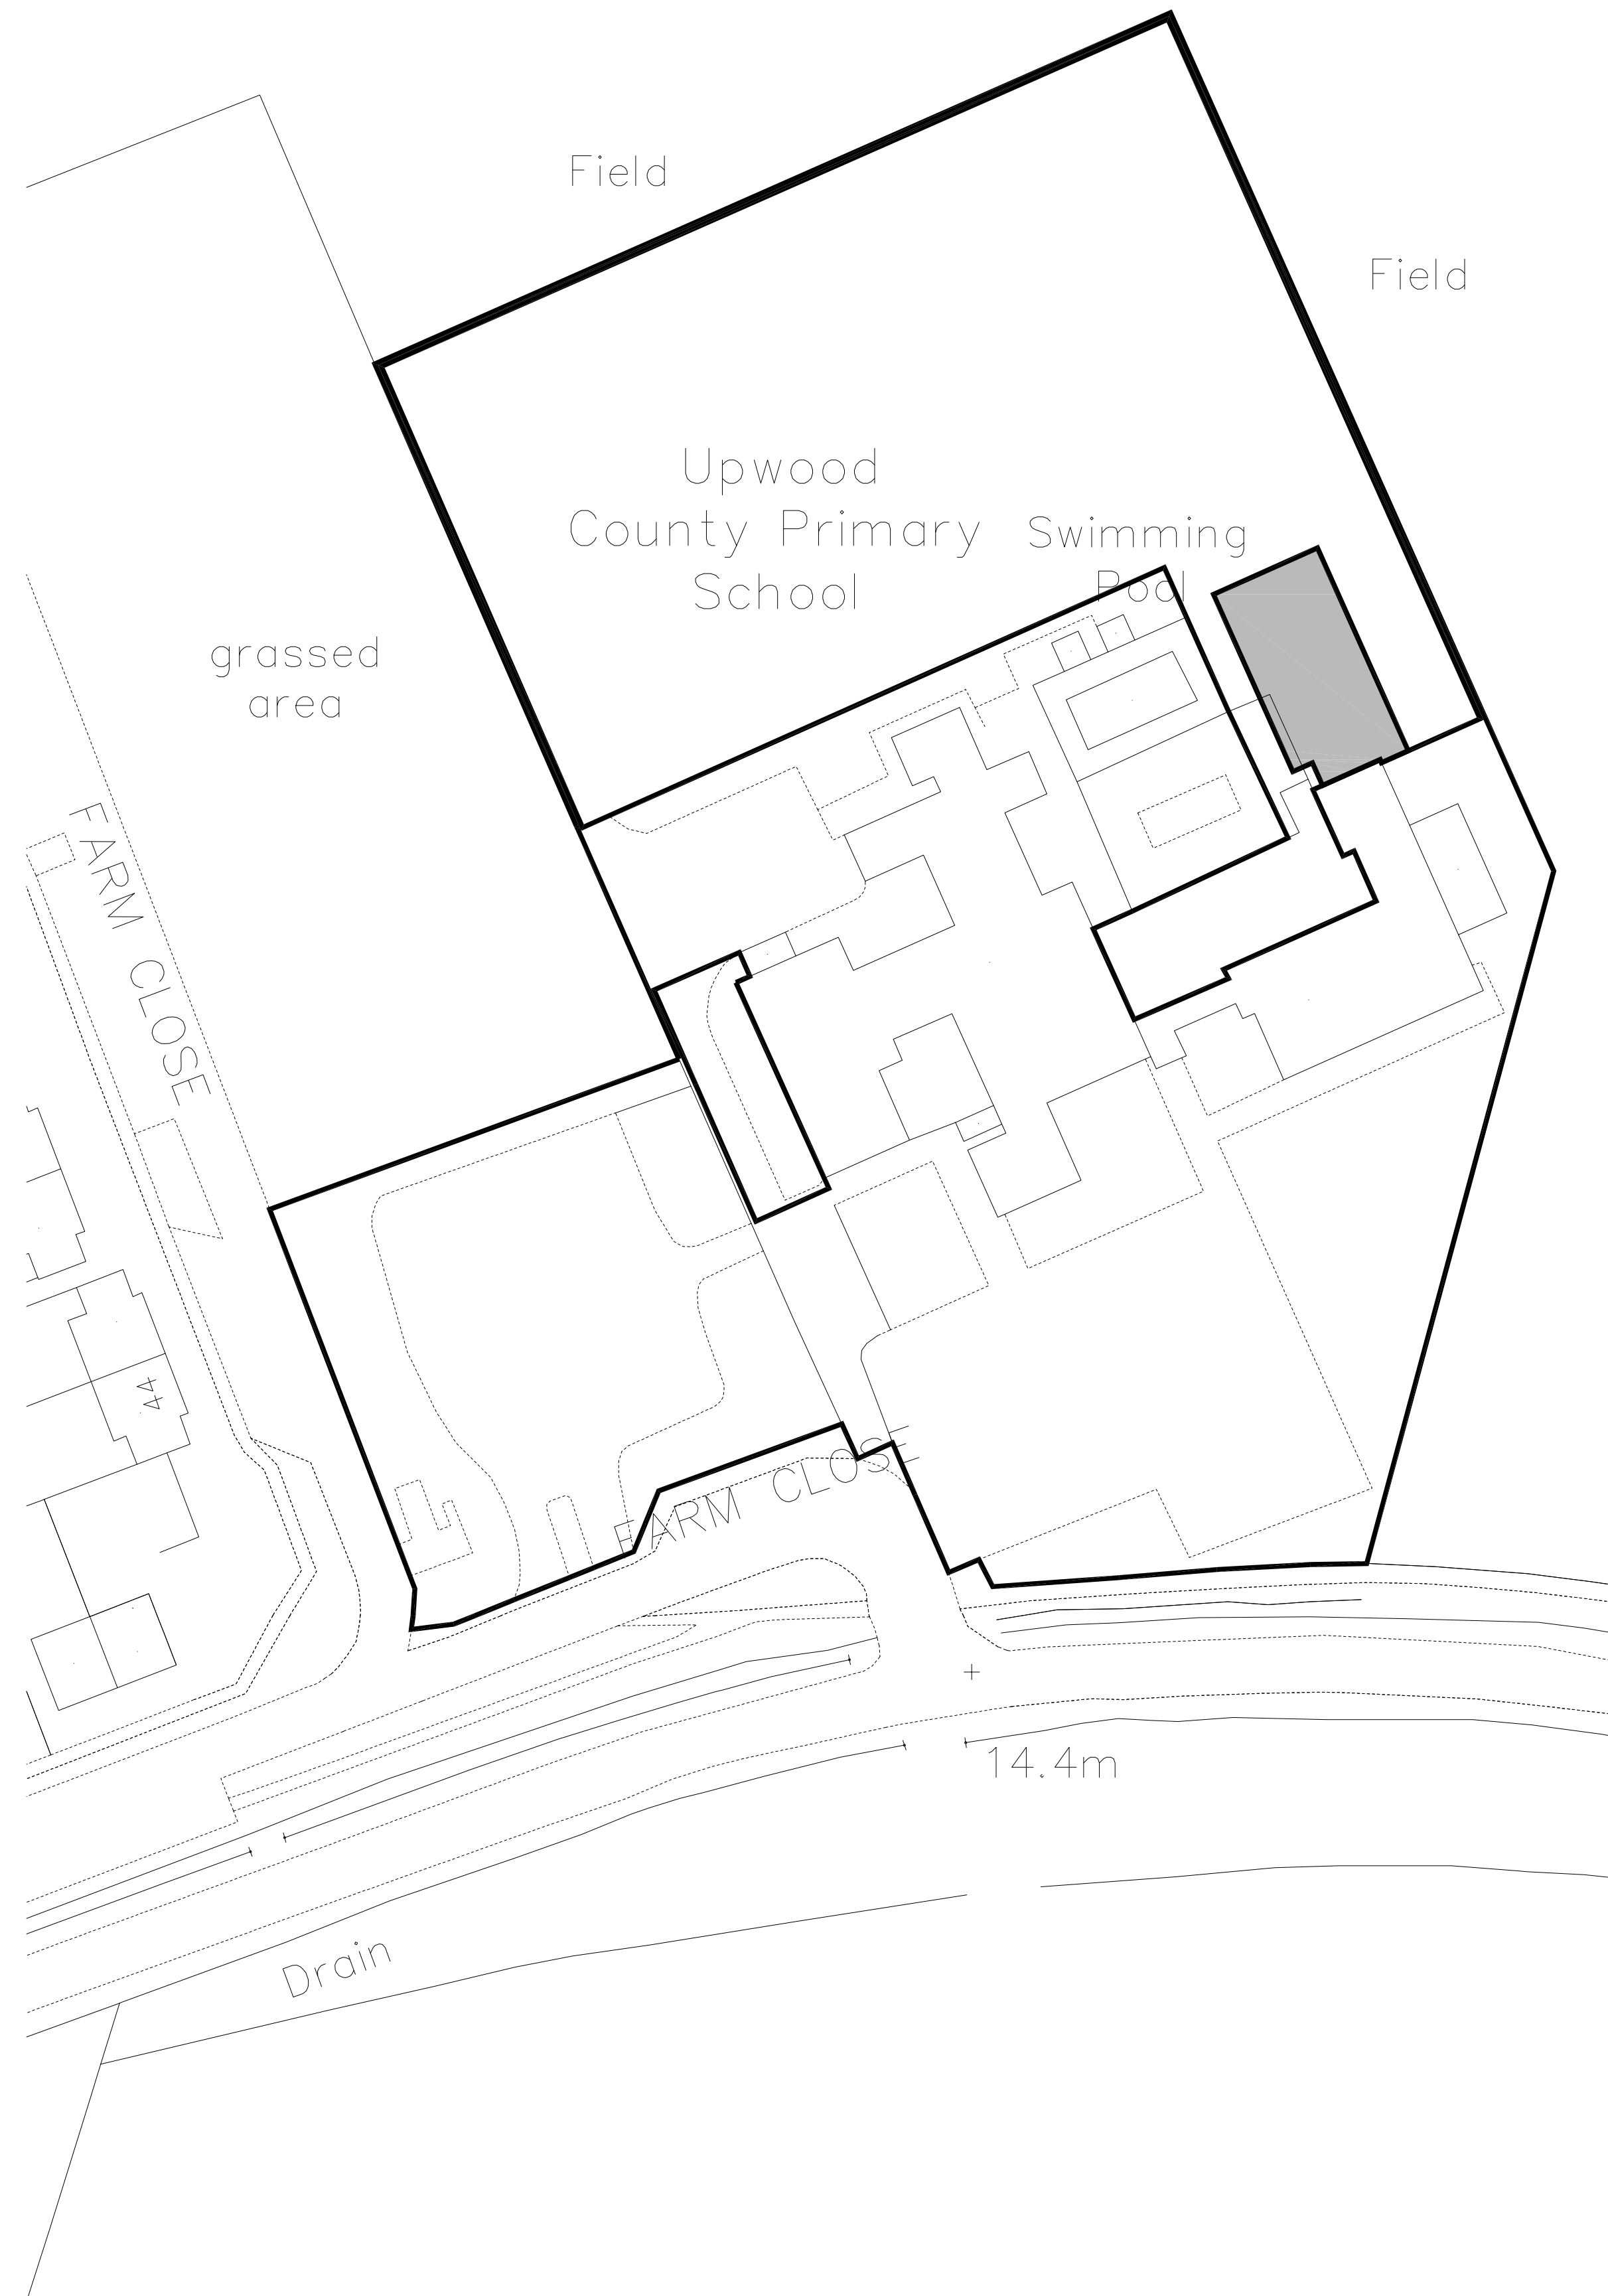 Field
Field
Upwood
County Primary
School
Swimming
Pool
grassed
area
FARM CLOSE
44
FARM CLOSE
14.4m
Drain